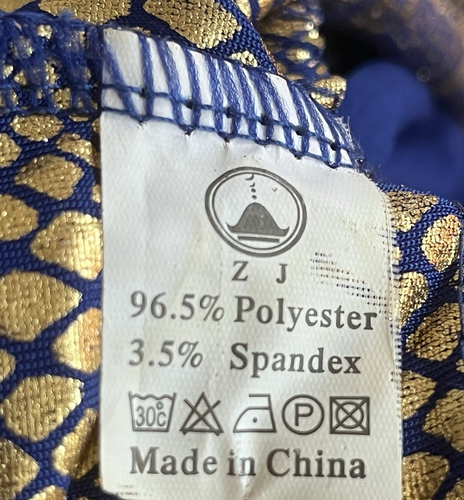 Z J
96.5% Polyester
3.5% Spandex
30°C P
Made in China